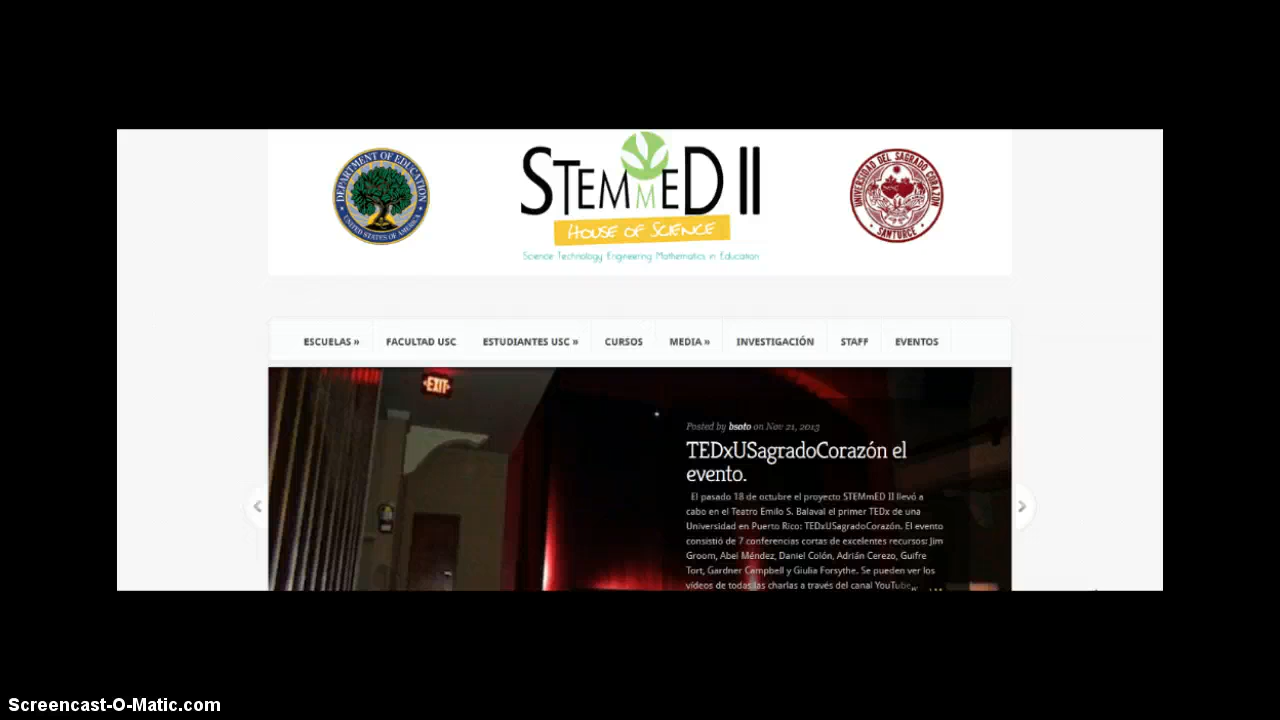 DEPARTMENT OF EDUCATION
UNITED STATES OF AMERICA
STEMmED II
HOUSE OF SCIENCE
Science Technology Engineering Mathematics in Education
UNIVERSIDAD DEL SAGRADO CORAZON
• SANTURCE •
ESCUELAS » FACULTAD USC ESTUDIANTES USC » CURSOS MEDIA » INVESTIGACIÓN STAFF EVENTOS
EXIT
Posted by bsoto on Nov 21, 2013
TEDxUSagradoCorazón el
evento.
El pasado 18 de octubre el proyecto STEMmED II llevó a
cabo en el Teatro Emilo S. Balaval el primer TEDx de una
Universidad en Puerto Rico: TEDxUSagradoCorazón. El evento
consistió de 7 conferencias cortas de excelentes recursos: Jim
Groom, Abel Méndez, Daniel Colón, Adrián Cerezo, Guifre
Tort, Gardner Campbell y Giulia Forsythe. Se pueden ver los
vídeos de todas las charlas a través del canal YouTube
Screencast-O-Matic.com